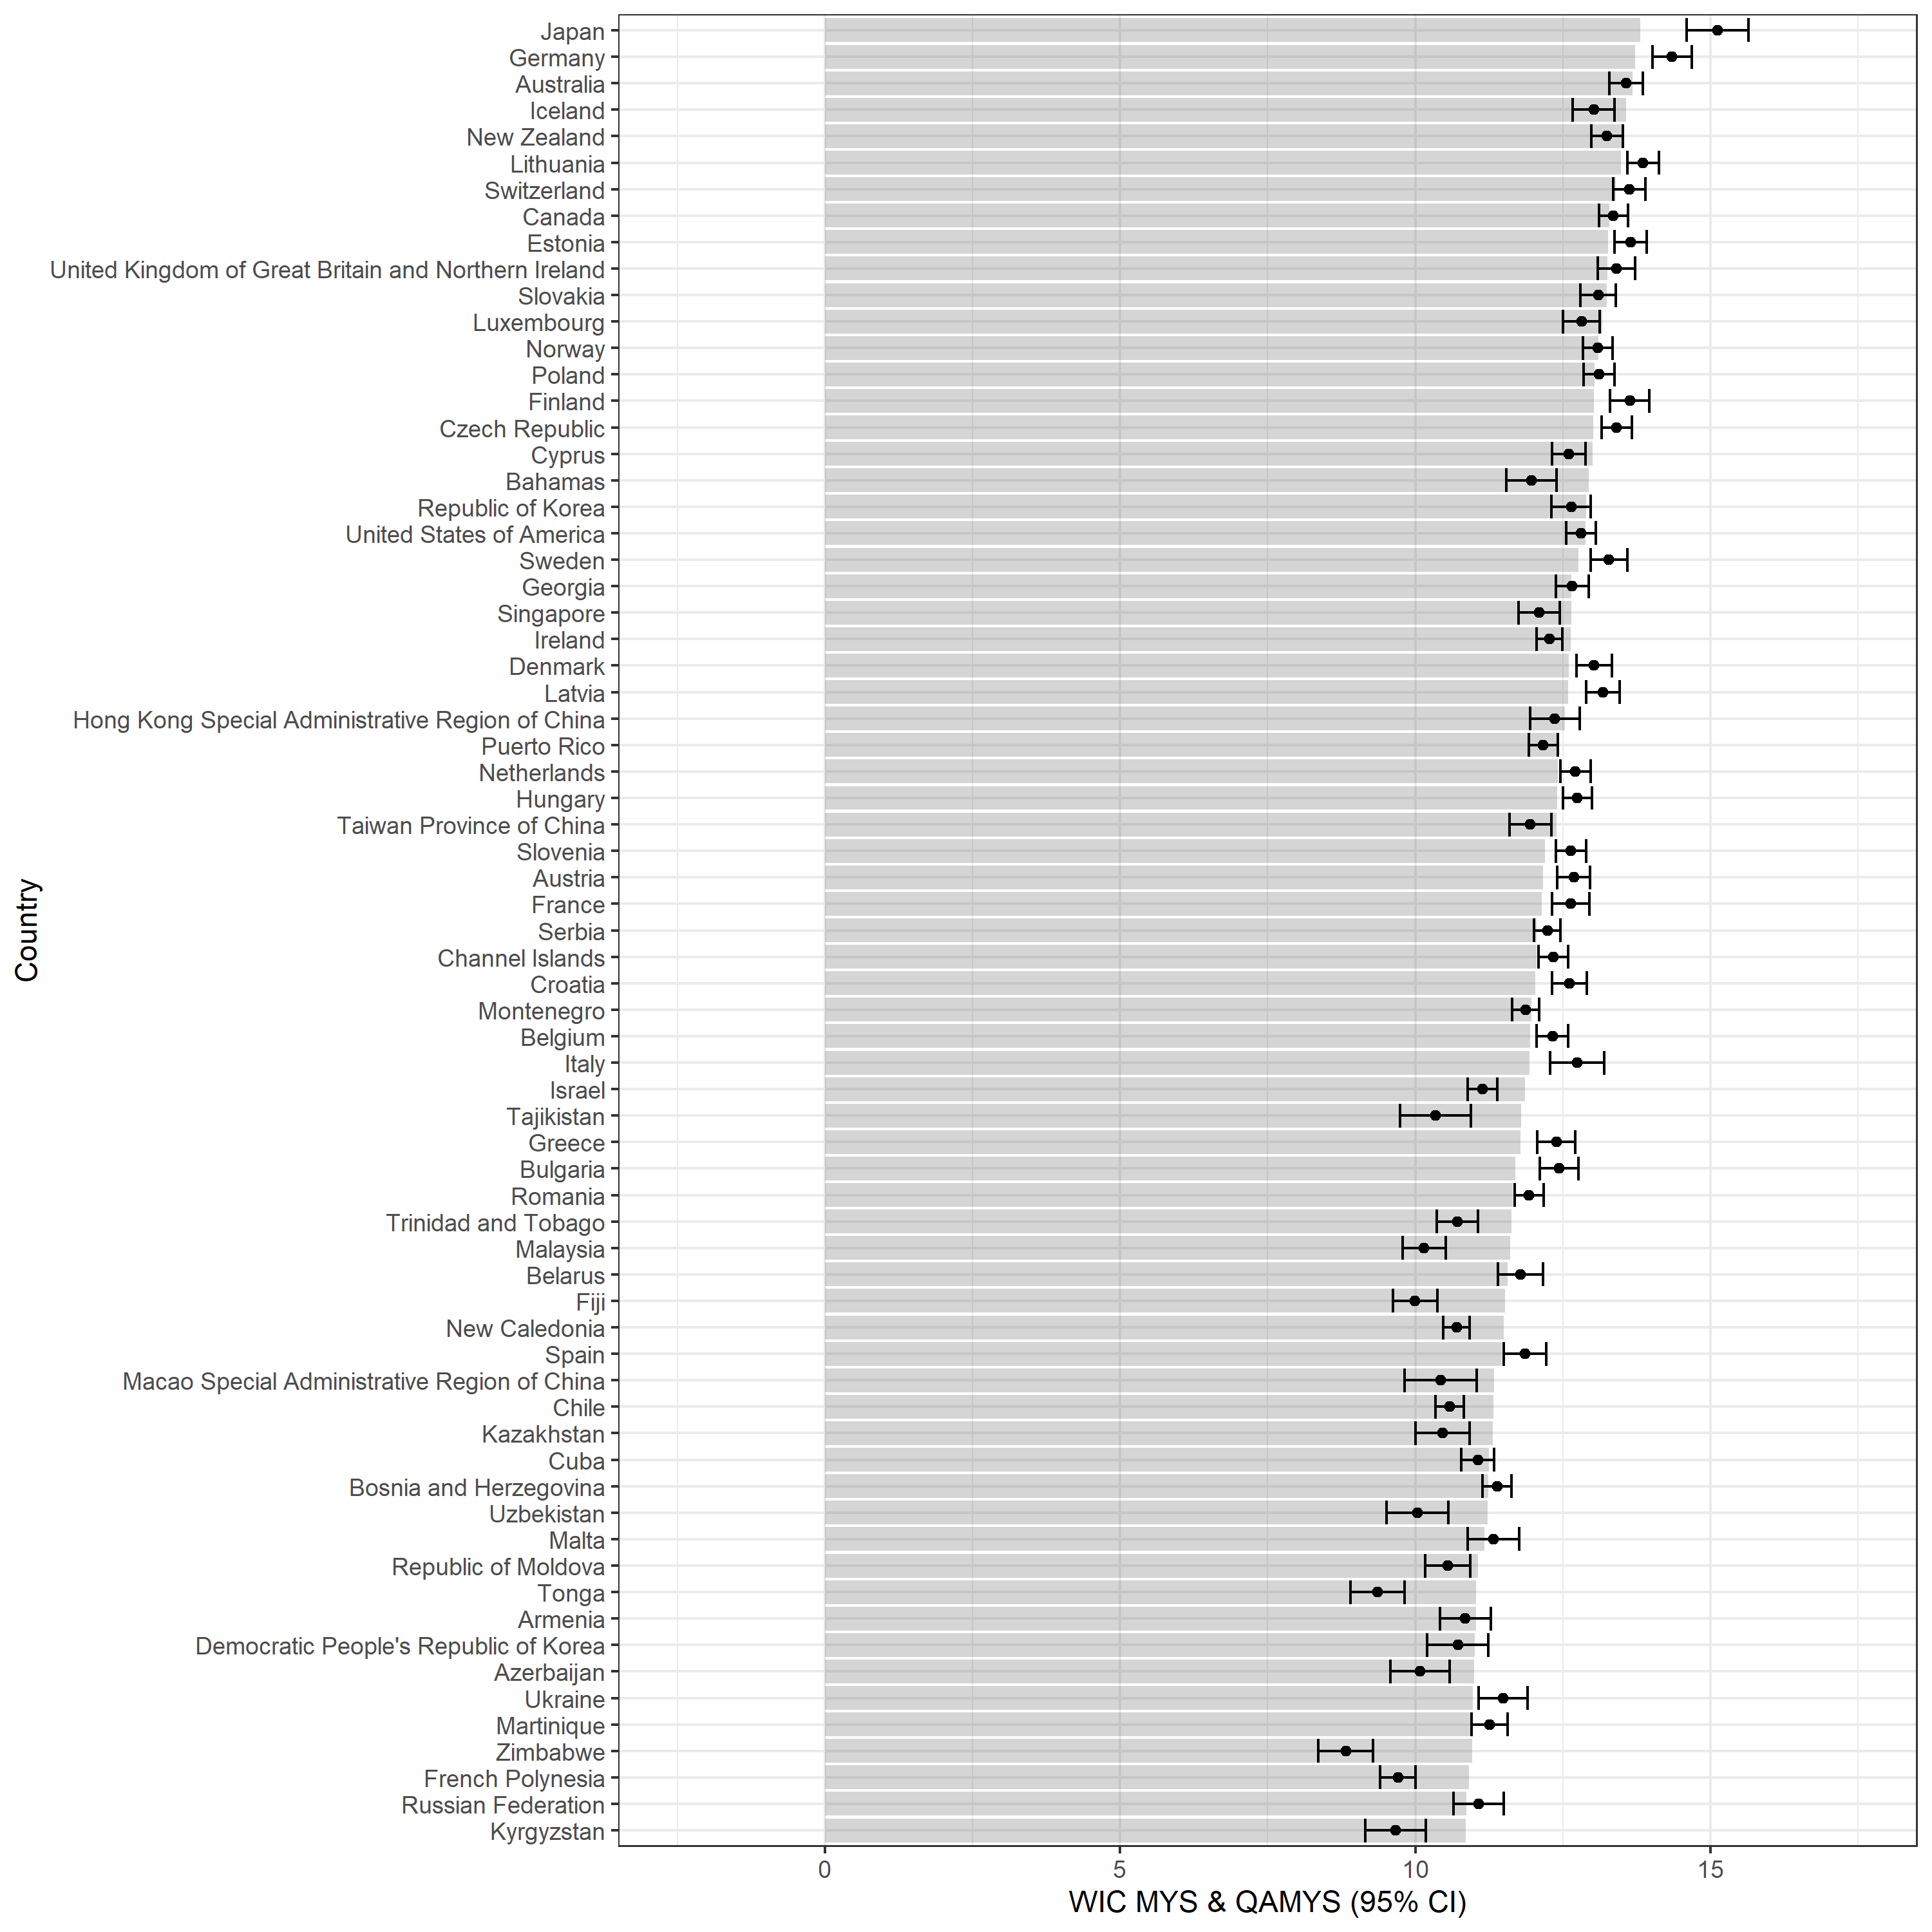 Japan
Germany
Australia
Iceland
New Zealand
Lithuania
Switzerland
Canada
Estonia
United Kingdom of Great Britain and Northern Ireland
Slovakia
Luxembourg
Norway
Poland
Finland
Czech Republic
Cyprus
Bahamas
Republic of Korea
United States of America
Sweden
Georgia
Singapore
Ireland
Denmark
Latvia
Hong Kong Special Administrative Region of China
Puerto Rico
Netherlands
Hungary
Taiwan Province of China
Slovenia
Austria
France
Serbia
Channel Islands
Croatia
Montenegro
Belgium
Italy
Israel
Tajikistan
Greece
Bulgaria
Romania
Trinidad and Tobago
Malaysia
Belarus
Fiji
New Caledonia
Spain
Macao Special Administrative Region of China
Chile
Kazakhstan
Cuba
Bosnia and Herzegovina
Uzbekistan
Malta
Republic of Moldova
Tonga
Armenia
Democratic People's Republic of Korea
Azerbaijan
Ukraine
Martinique
Zimbabwe
French Polynesia
Russian Federation
Kyrgyzstan
Country
0 5 10 15
WIC MYS & QAMYS (95% CI)